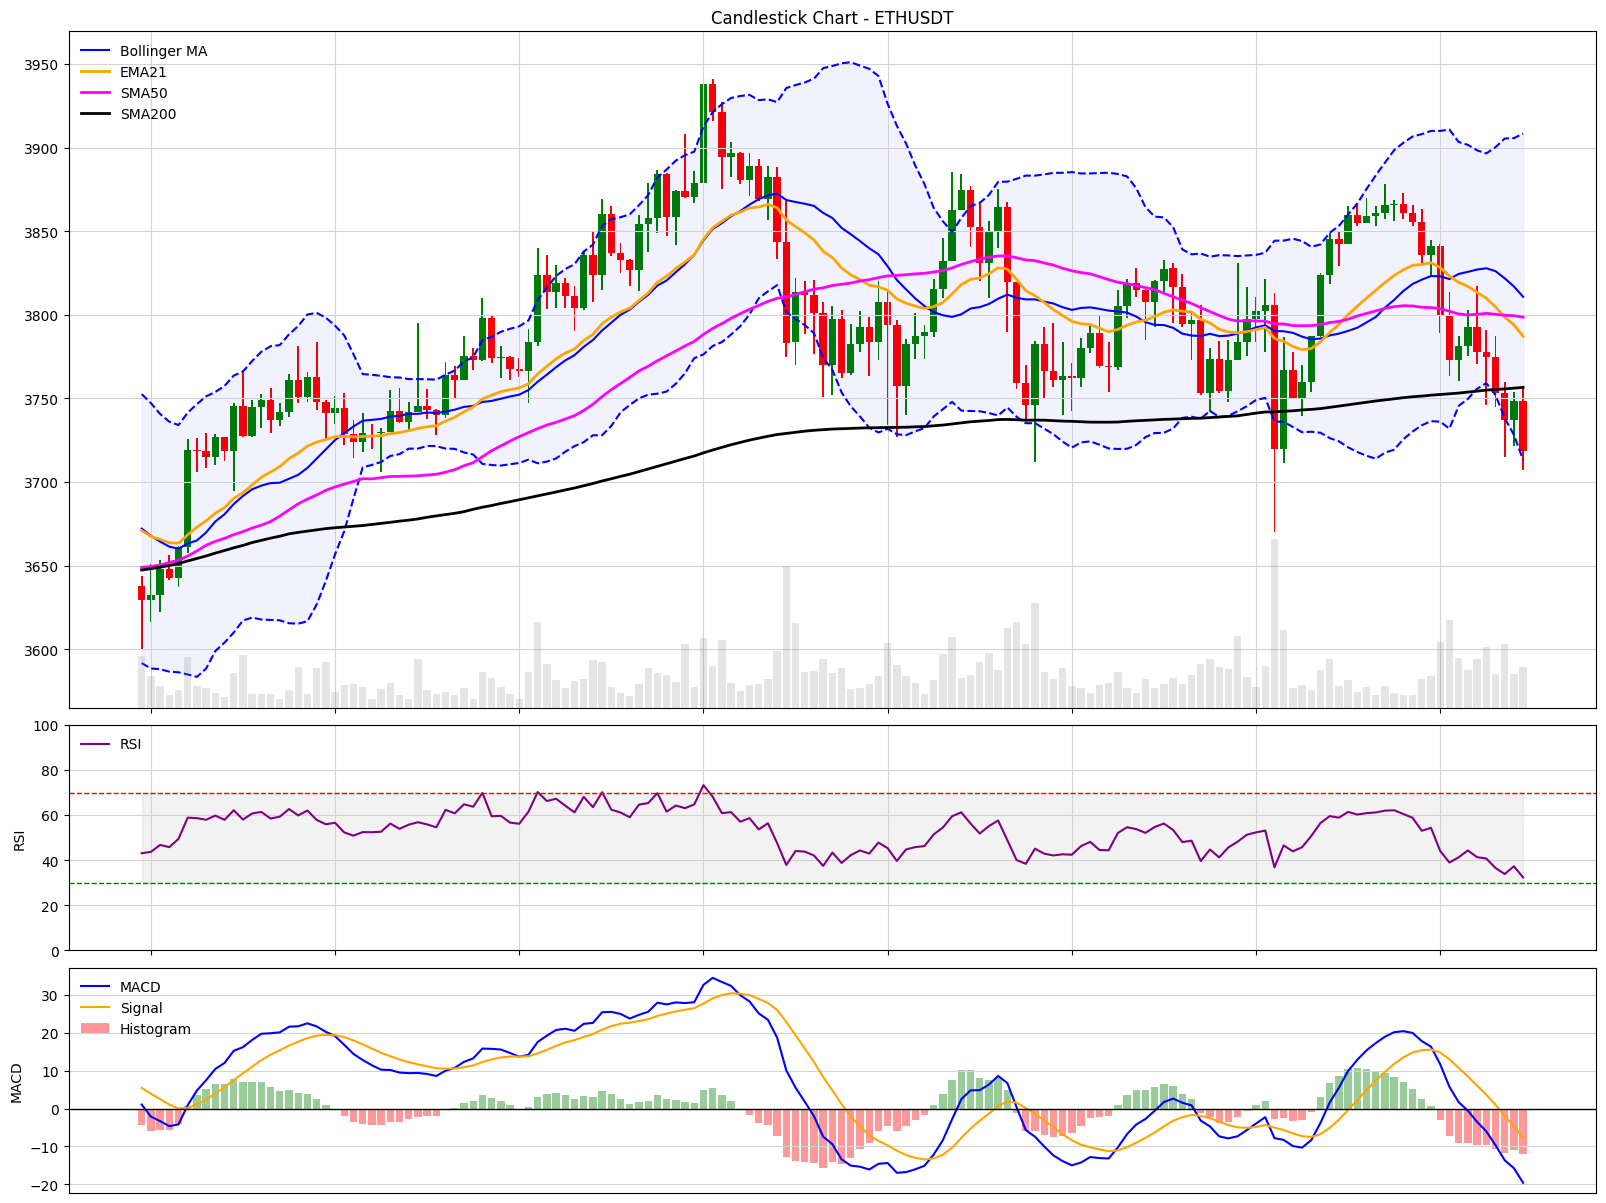 Candlestick Chart - ETHUSDT
Bollinger MA
EMA21
SMA50
SMA200
3950
3900
3850
3800
3750
3700
3650
3600
RSI
100
80
60
40
20
0
RSI
MACD
Signal
Histogram
30
20
10
0
−10
−20
MACD